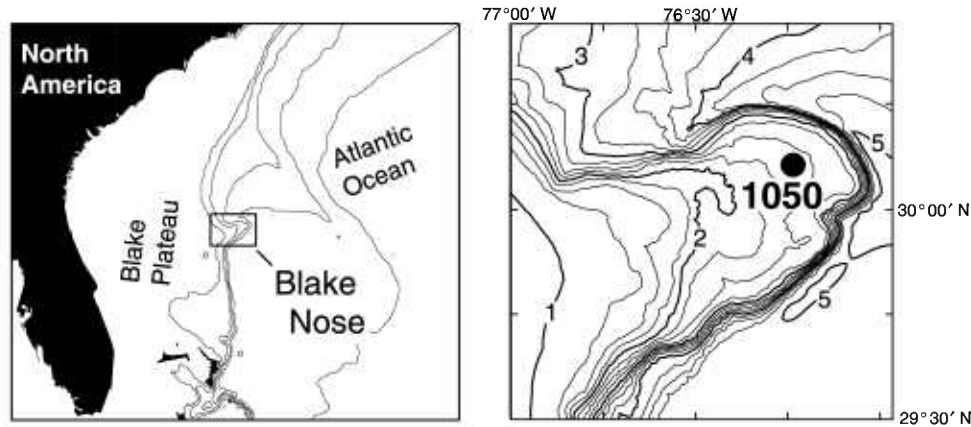 North
America
Atlantic
Ocean
Blake
Plateau
Blake
Nose
77°00′ W
76°30′ W
3
4
5
1050
30°00′ N
2
1
5
29°30′ N